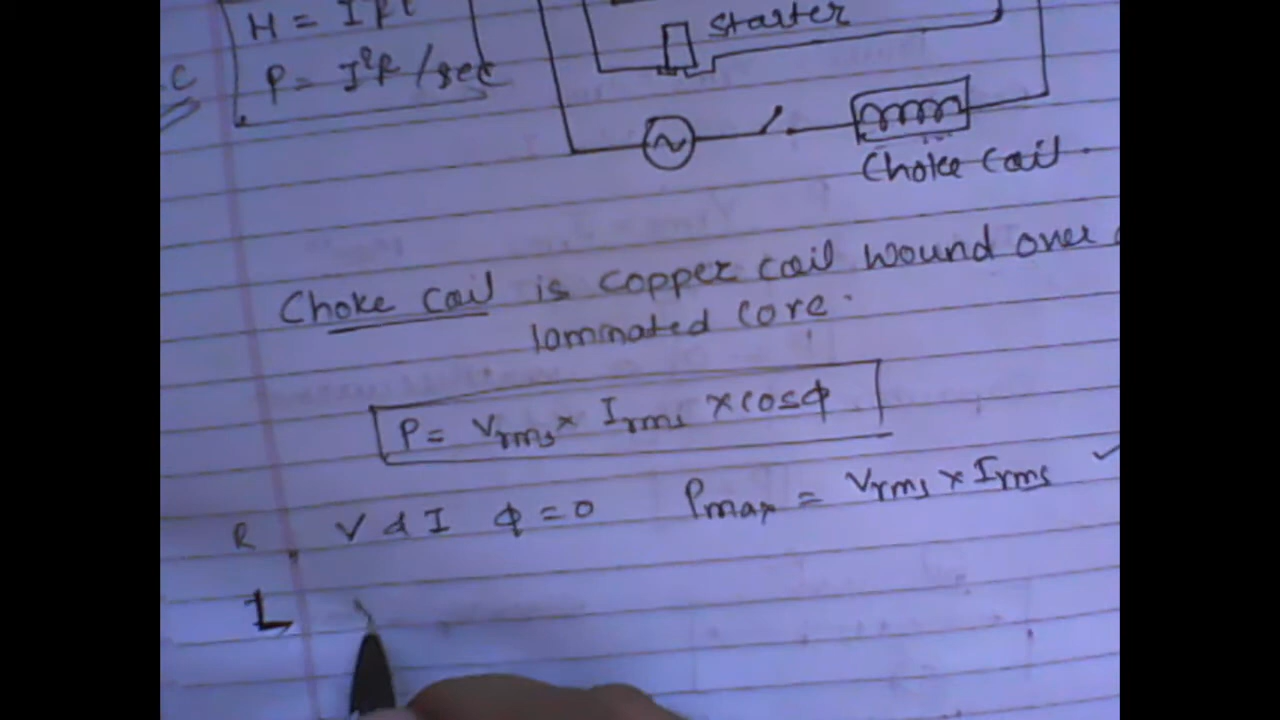 H = I²Rt
P = I²R/sec
C
Starter
Choke Coil.
Choke Coil is copper coil wound over
laminated core.
P = Vrms × Irms × cosϕ
R V & I ϕ = 0 Pmax = Vrms × Irms ✓
L